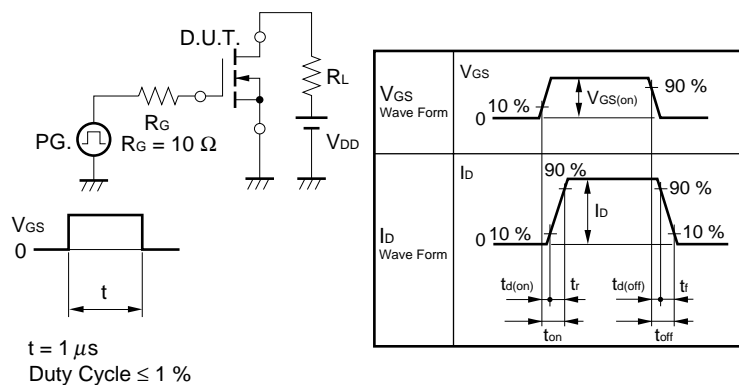 D.U.T.
RL
RG
PG.
RG = 10 Ω
VDD
VGS
0
t
t = 1 μs
Duty Cycle ≤ 1 %
VGS
Wave Form
VGS
10 %
0
VGS(on)
90 %
ID
Wave Form
ID
90 %
90 %
ID
0 10 %
10 %
td(on) tr td(off) tf
ton toff